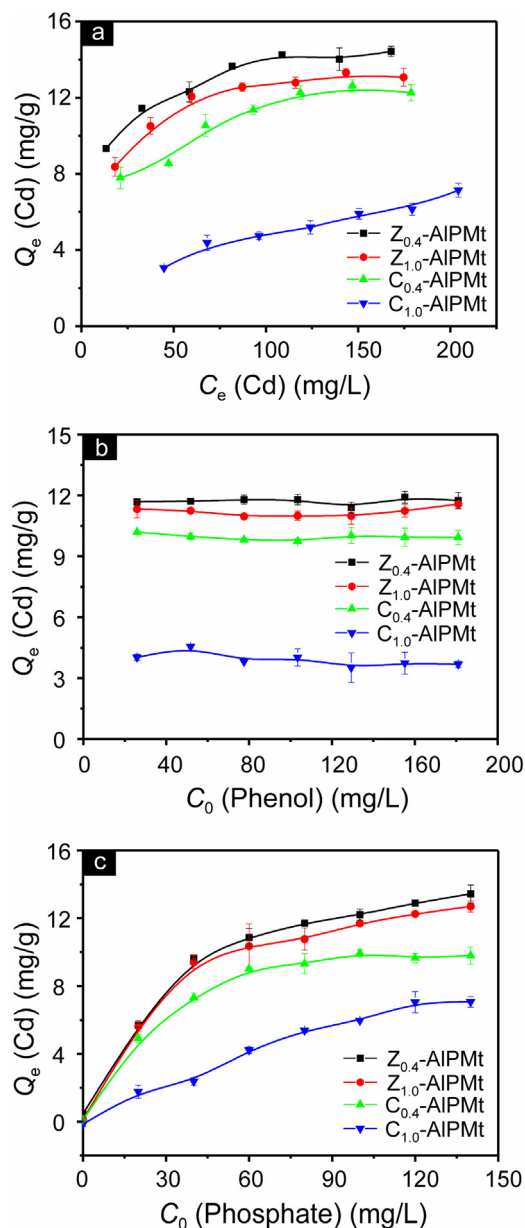 a
16
12
8
4
0
Qe (Cd) (mg/g)
Z0.4-AlPMt
Z1.0-AlPMt
C0.4-AlPMt
C1.0-AlPMt
0 50 100 150 200
Ce (Cd) (mg/L)
b
15
12
9
6
3
0
Qe (Cd) (mg/g)
Z0.4-AlPMt
Z1.0-AlPMt
C0.4-AlPMt
C1.0-AlPMt
0 40 80 120 160 200
C0 (Phenol) (mg/L)
c
16
12
8
4
0
Qe (Cd) (mg/g)
Z0.4-AlPMt
Z1.0-AlPMt
C0.4-AlPMt
C1.0-AlPMt
0 30 60 90 120 150
C0 (Phosphate) (mg/L)